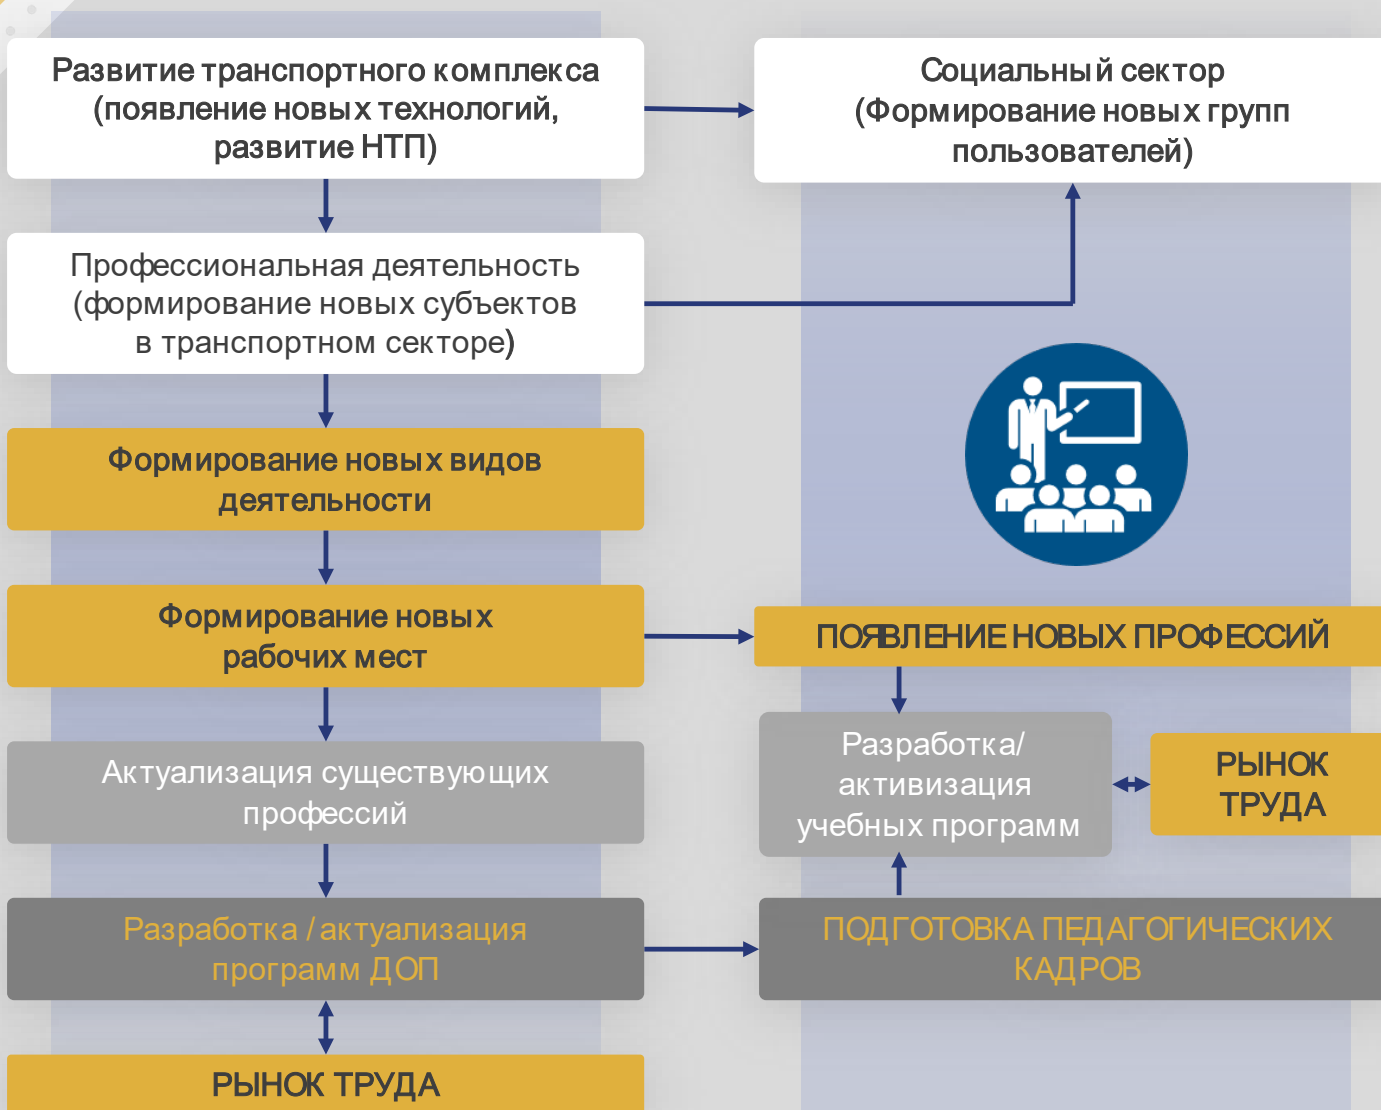 Развитие транспортного комплекса
(появление новых технологий,
развитие НТП)
Социальный сектор
(Формирование новых групп
пользователей)
Профессиональная деятельность
(формирование новых субъектов
в транспортном секторе)
Формирование новых видов
деятельности
Формирование новых
рабочих мест
ПОЯВЛЕНИЕ НОВЫХ ПРОФЕССИЙ
Актуализация существующих
профессий
Разработка/
активизация
учебных программ
РЫНОК
ТРУДА
Разработка / актуализация
программ ДОП
ПОДГОТОВКА ПЕДАГОГИЧЕСКИХ
КАДРОВ
РЫНОК ТРУДА